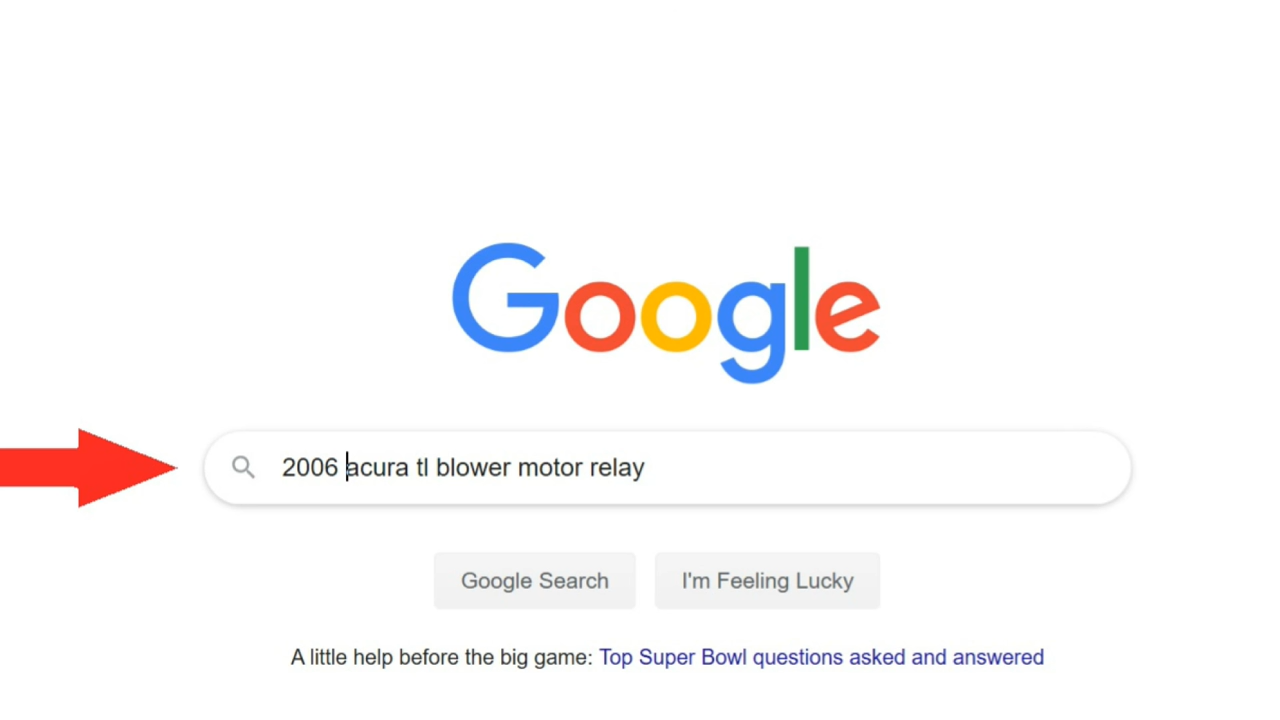 Google
2006 acura tl blower motor relay
Google Search
I'm Feeling Lucky
A little help before the big game: Top Super Bowl questions asked and answered